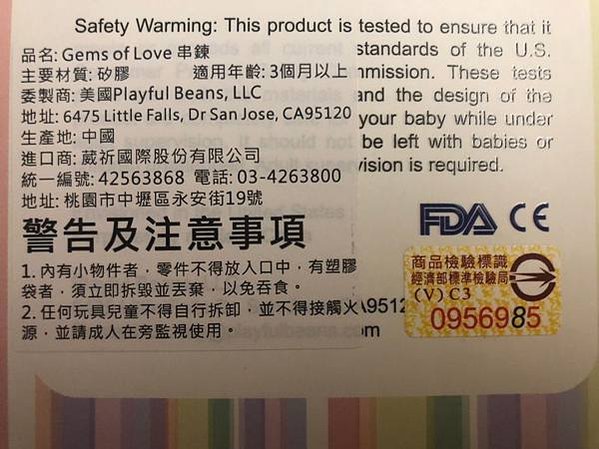 Safety Warming: This product is tested to ensure that it
standards of the U.S.
mmission. These tests
and the design of the
your baby while under
be left with babies or
vision is required.
品名: Gems of Love 串鍊
主要材質: 矽膠 適用年齡: 3個月以上
委製商: 美國Playful Beans, LLC
地址: 6475 Little Falls, Dr San Jose, CA95120
生產地: 中國
進口商: 葳祈國際股份有限公司
統一編號: 42563868 電話: 03-4263800
地址: 桃園市中壢區永安街19號
警告及注意事項
1. 內有小物件者，零件不得放入口中，有塑膠
袋者，須立即拆毀並丟棄，以免吞食。
2. 任何玩具兒童不得自行拆卸，並不得接觸火
源，並請成人在旁監視使用。
FDA CE
商品檢驗標識
經濟部標準檢驗局
(V) C3
0956985
A9512
playfulbeans.com